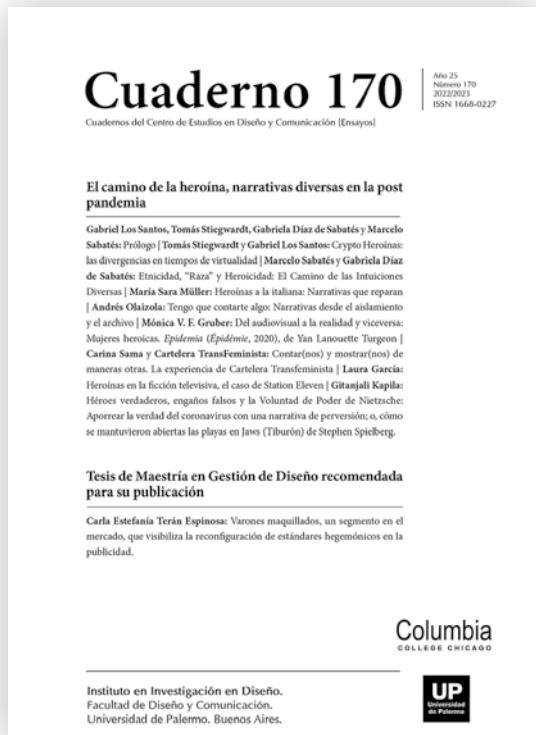 Cuaderno 170
Cuadernos del Centro de Estudios en Diseño y Comunicación [Ensayos]
Año 25
Número 170
2022/2023
ISSN 1668-0227
El camino de la heroína, narrativas diversas en la post
pandemia
Gabriel Los Santos, Tomás Stiegwardt, Gabriela Díaz de Sabatés y Marcelo
Sabatés: Prólogo | Tomás Stiegwardt y Gabriel Los Santos: Crypto Heroínas:
las divergencias en tiempos de virtualidad | Marcelo Sabatés y Gabriela Díaz
de Sabatés: Etnicidad, “Raza” y Heroicidad: El Camino de las Intuiciones
Diversas | María Sara Müller: Heroínas a la italiana: Narrativas que reparan
| Andrés Olaizola: Tengo que contarte algo: Narrativas desde el aislamiento
y el archivo | Mónica V. F. Gruber: Del audiovisual a la realidad y viceversa:
Mujeres heroicas. Epidemia (Épidémie, 2020), de Yan Lanouette Turgeon |
Carina Sama y Cartelera TransFeminista: Contar(nos) y mostrar(nos) de
maneras otras. La experiencia de Cartelera Transfeminista | Laura García:
Heroínas en la ficción televisiva, el caso de Station Eleven | Gitanjali Kapila:
Héroes verdaderos, engaños falsos y la Voluntad de Poder de Nietzsche:
Aporrear la verdad del coronavirus con una narrativa de perversión; o, cómo
se mantuvieron abiertas las playas en Jaws (Tiburón) de Stephen Spielberg.
Tesis de Maestría en Gestión de Diseño recomendada
para su publicación
Carla Estefanía Terán Espinosa: Varones maquillados, un segmento en el
mercado, que visibiliza la reconfiguración de estándares hegemónicos en la
publicidad.
Columbia
COLLEGE CHICAGO
Instituto en Investigación en Diseño.
Facultad de Diseño y Comunicación.
Universidad de Palermo. Buenos Aires.
UP
Universidad
de Palermo